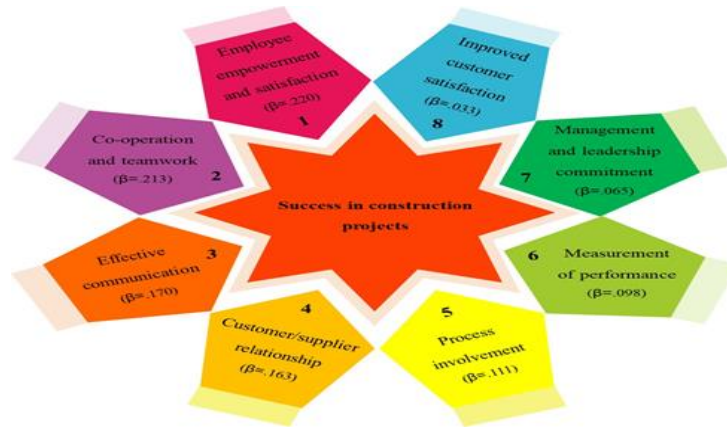 Success in construction
projects
Employee
empowerment
and satisfaction
(β=.220)
1
Co-operation
and teamwork
(β=.213)
2
Effective
communication
(β=.170)
3
4
Customer/supplier
relationship
(β=.163)
5
Process
involvement
(β=.111)
6
Measurement
of performance
(β=.098)
Management
and leadership
commitment
(β=.065)
7
Improved
customer
satisfaction
(β=.033)
8